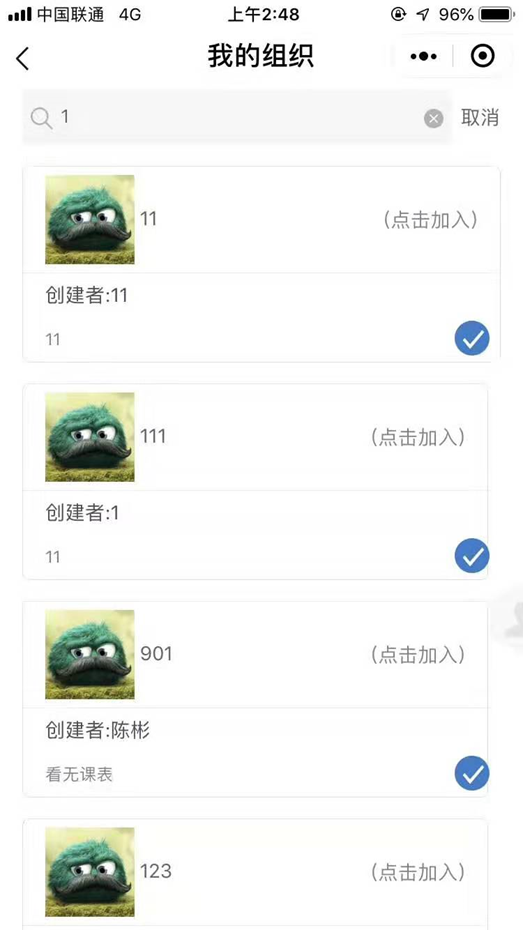 中国联通 4G 上午2:48 96%
我的组织
1 取消
11 (点击加入)
创建者:11
11
111 (点击加入)
创建者:1
11
901 (点击加入)
创建者:陈彬
看无课表
123 (点击加入)